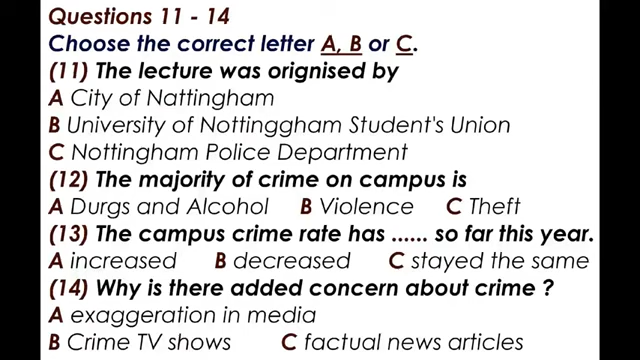 Questions 11 - 14
Choose the correct letter A, B or C.
(11) The lecture was orignised by
A City of Nattingham
B University of Nottinggham Student's Union
C Nottingham Police Department
(12) The majority of crime on campus is
A Durgs and Alcohol B Violence C Theft
(13) The campus crime rate has ...... so far this year.
A increased B decreased C stayed the same
(14) Why is there added concern about crime ?
A exaggeration in media
B Crime TV shows C factual news articles